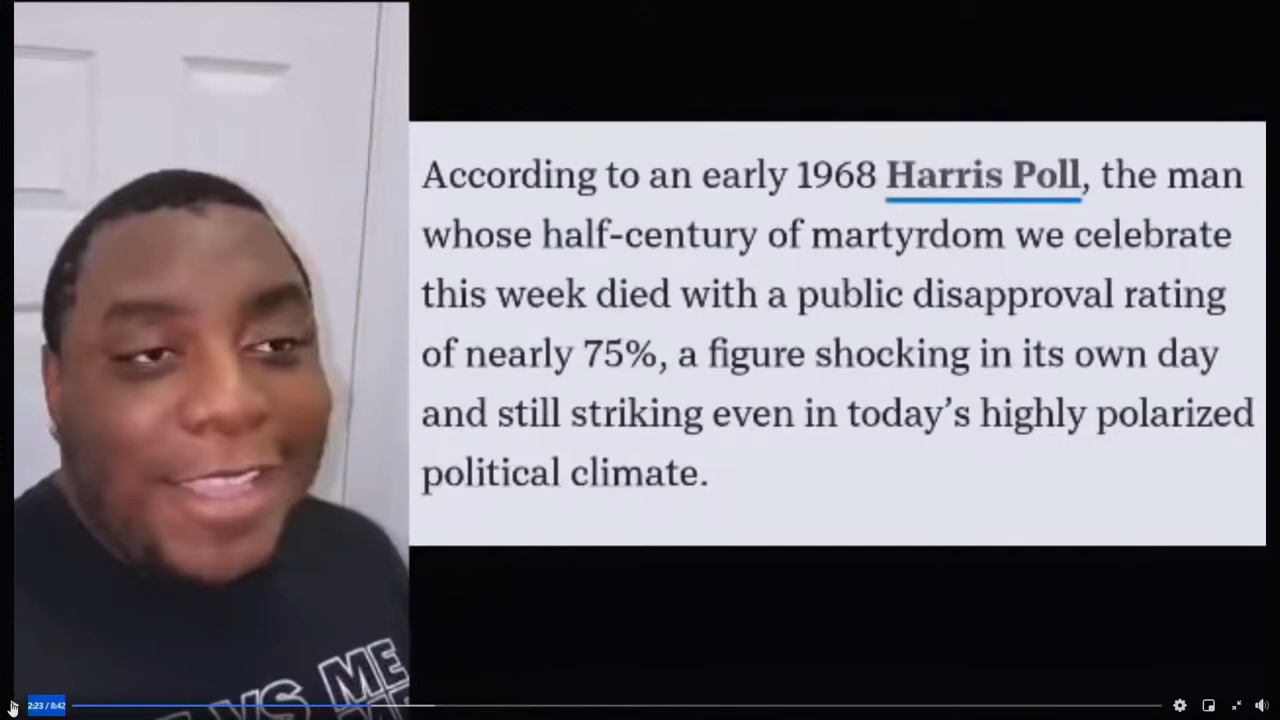 According to an early 1968 Harris Poll, the man
whose half-century of martyrdom we celebrate
this week died with a public disapproval rating
of nearly 75%, a figure shocking in its own day
and still striking even in today’s highly polarized
political climate.
VS ME
2:23 / 8:42